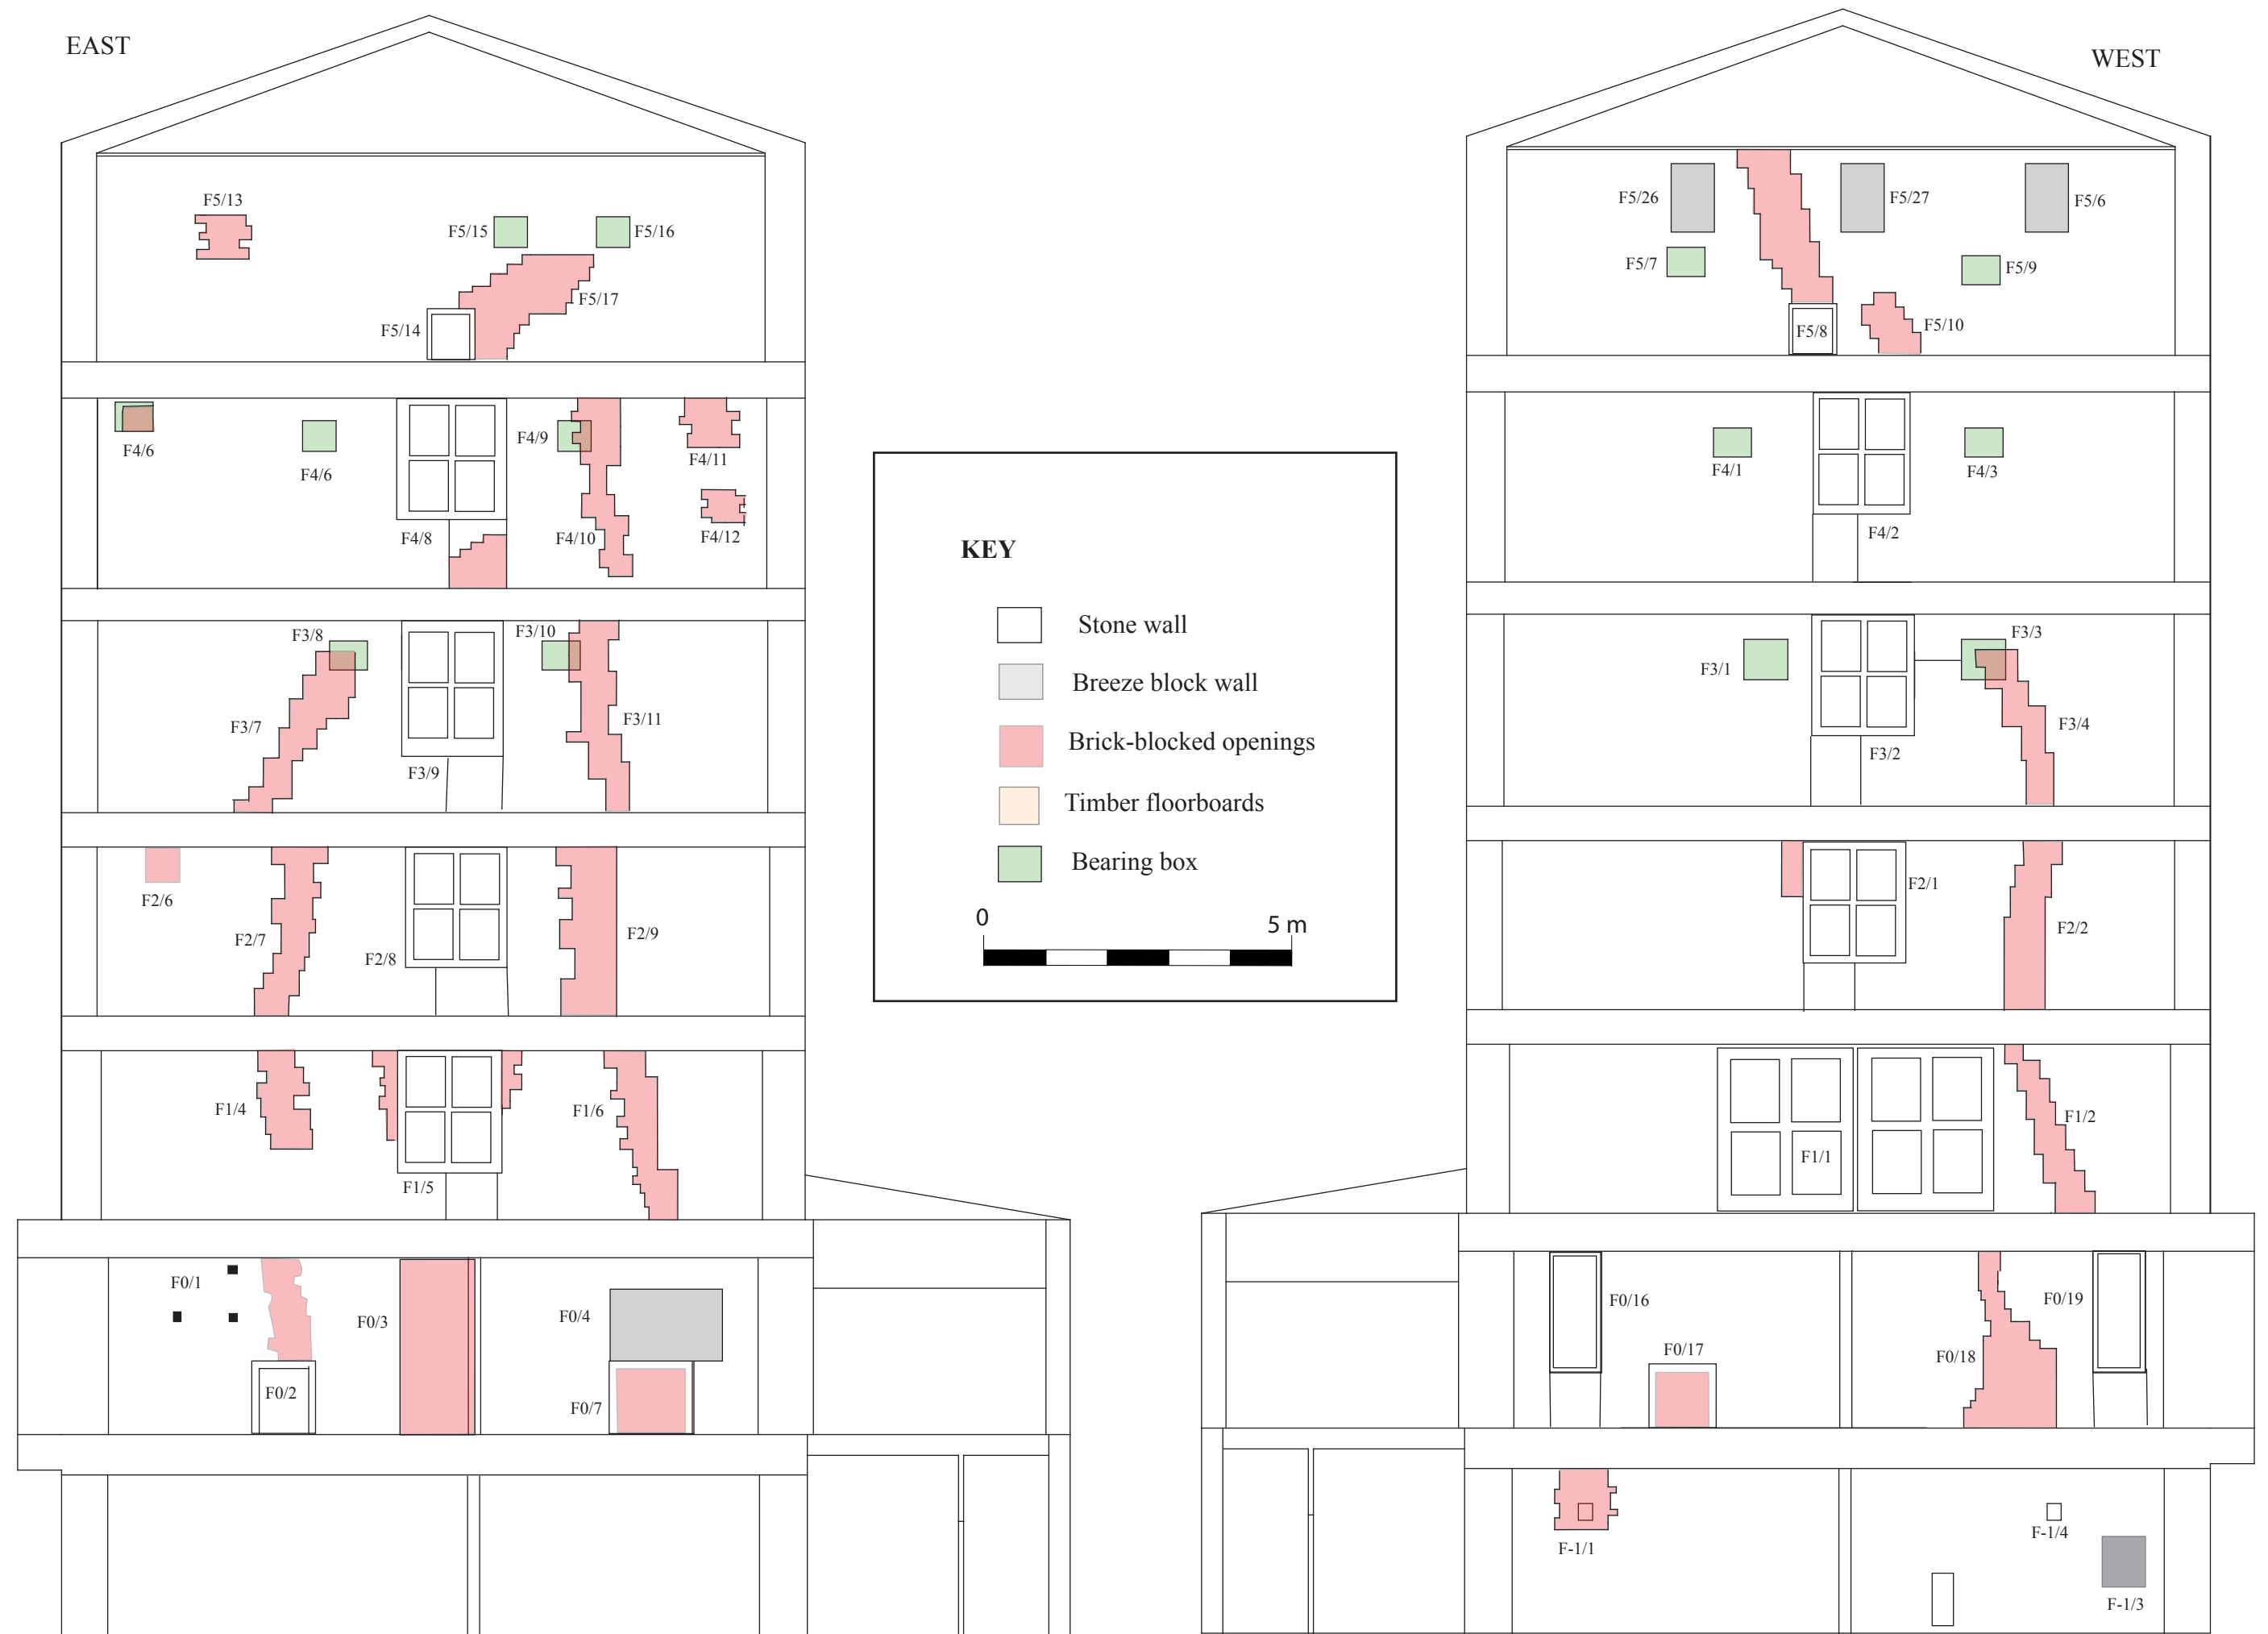 EAST
F5/13
F5/15
F5/16
F5/17
F5/14
F4/6
F4/6
F4/9
F4/11
F4/8
F4/10
F4/12
F3/8
F3/10
F3/7
F3/11
F3/9
F2/6
F2/7
F2/8
F2/9
F1/4
F1/6
F1/5
F0/1
F0/3
F0/4
F0/2
F0/7
KEY
Stone wall
Breeze block wall
Brick-blocked openings
Timber floorboards
Bearing box
0
5 m
WEST
F5/26
F5/27
F5/6
F5/7
F5/9
F5/8
F5/10
F4/1
F4/3
F4/2
F3/3
F3/1
F3/4
F3/2
F2/1
F2/2
F1/2
F1/1
F0/16
F0/19
F0/17
F0/18
F-1/4
F-1/1
F-1/3